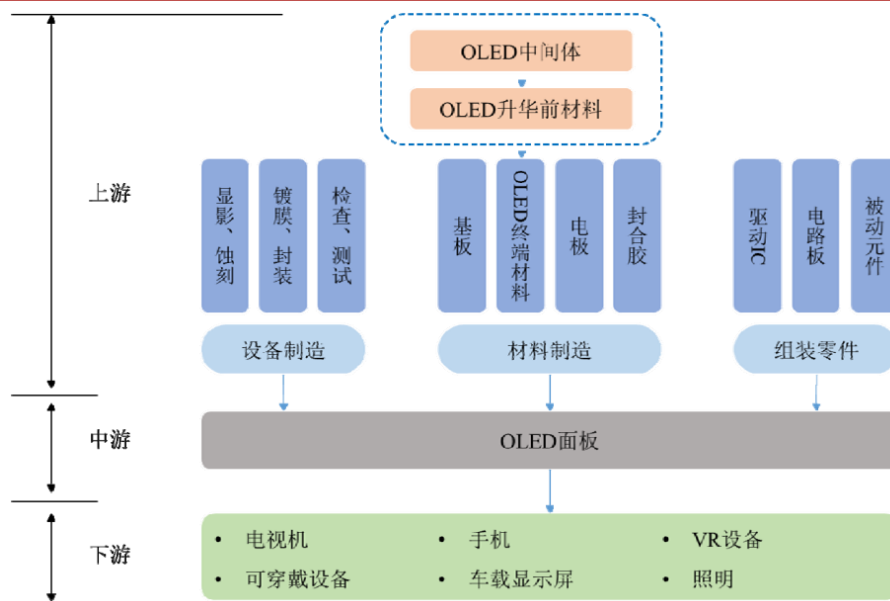 OLED中间体
OLED升华前材料
上游
显影、蚀刻
镀膜、封装
检查、测试
基板
OLED终端材料
电极
封合胶
驱动IC
电路板
被动元件
设备制造
材料制造
组装零件
中游
OLED面板
下游
• 电视机
• 手机
• VR设备
• 可穿戴设备
• 车载显示屏
• 照明